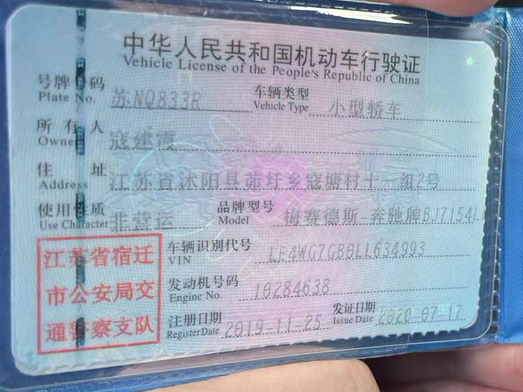 中华人民共和国机动车行驶证
Vehicle License of the People's Republic of China
号牌号码 苏NQ833R 车辆类型 小型轿车
Plate No. Vehicle Type
所有人 寇建霞
Owner
住址 江苏省沭阳县茆圩乡寇塘村十一组2号
Address
使用性质 非营运 品牌型号 梅赛德斯-奔驰牌BJ7154L
Use Character Model
江苏省宿迁
市公安局交
通警察支队
车辆识别代号 LE4WG7GB0LL634993
VIN
发动机号码 10284638
Engine No.
注册日期 2019-11-25 发证日期 2020-07-17
Register Date Issue Date